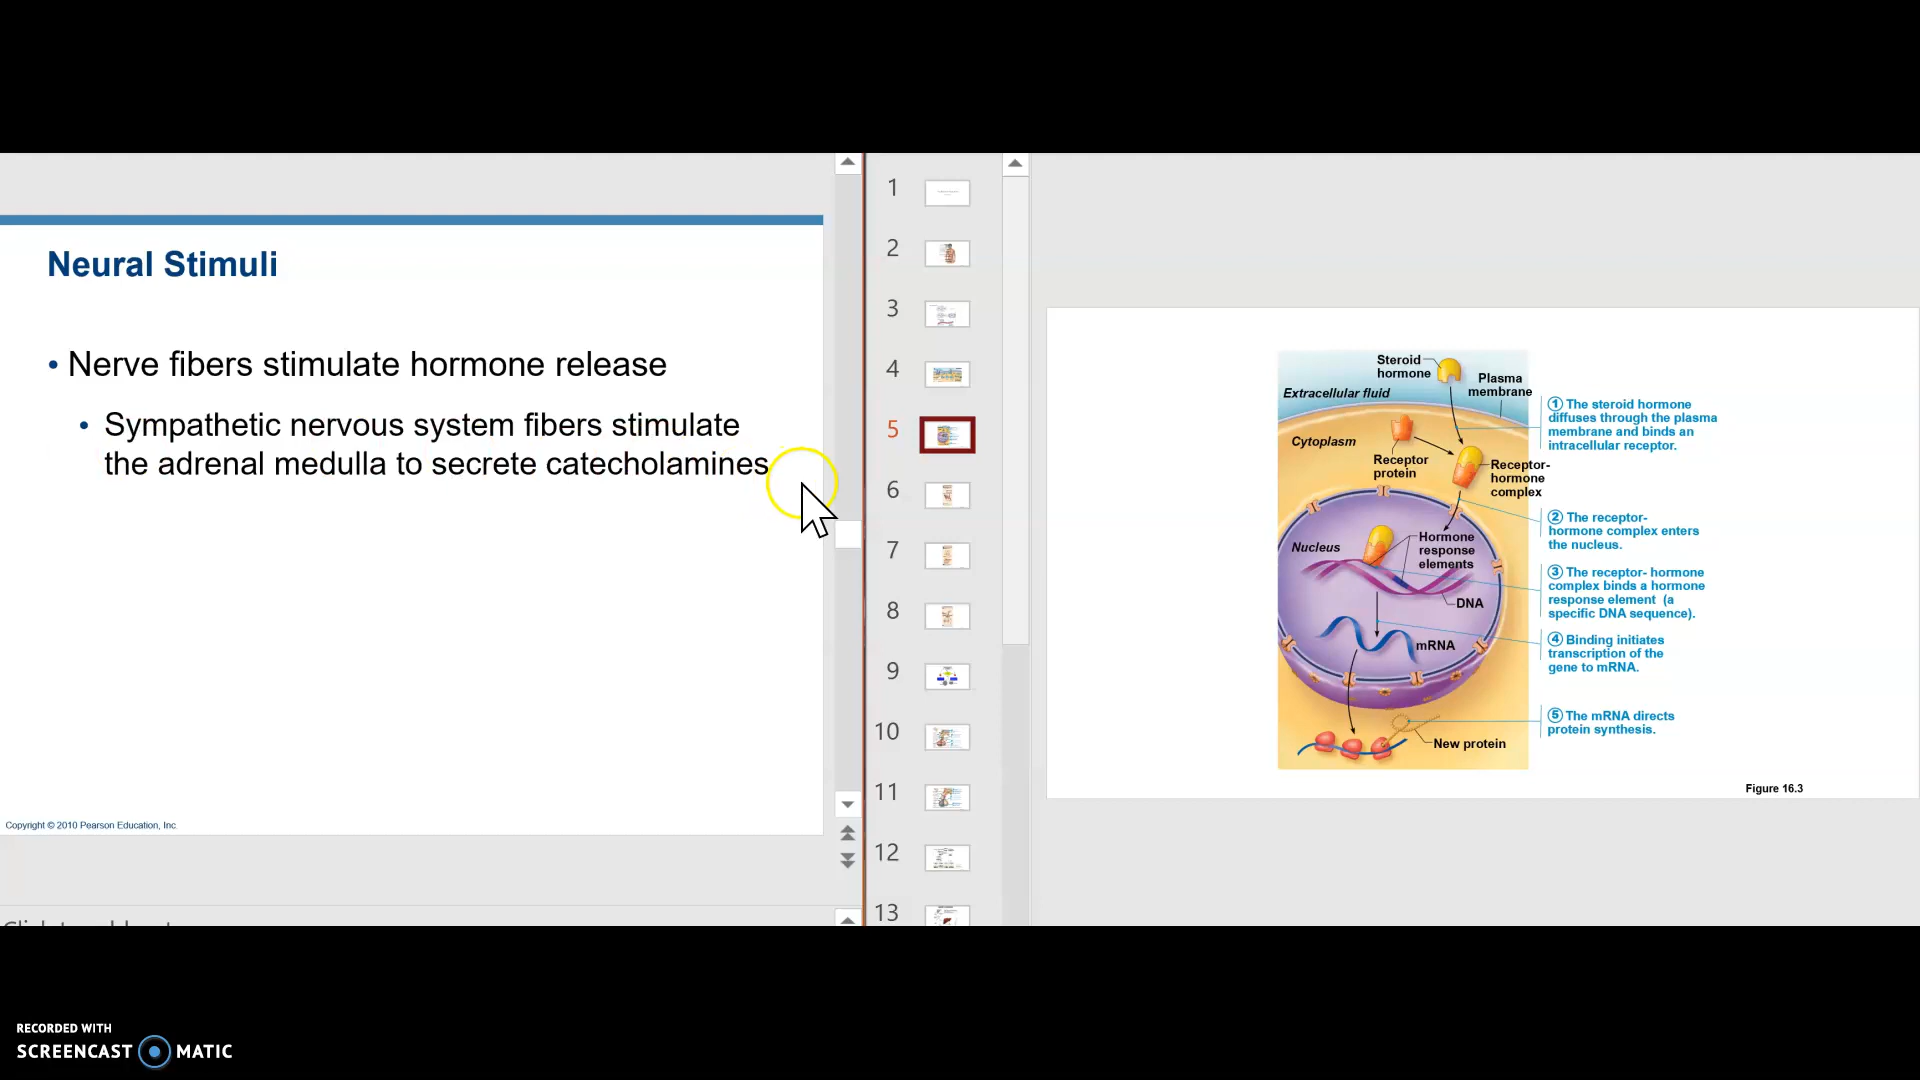 Neural Stimuli
• Nerve fibers stimulate hormone release
• Sympathetic nervous system fibers stimulate
the adrenal medulla to secrete catecholamines
Copyright © 2010 Pearson Education, Inc.
1
2
3
4
5
6
7
8
9
10
11
12
13
Steroid
hormone
Plasma
membrane
Extracellular fluid
Cytoplasm
Receptor
protein
Receptor-
hormone
complex
Nucleus
Hormone
response
elements
DNA
mRNA
New protein
① The steroid hormone
diffuses through the plasma
membrane and binds an
intracellular receptor.
② The receptor-
hormone complex enters
the nucleus.
③ The receptor- hormone
complex binds a hormone
response element (a
specific DNA sequence).
④ Binding initiates
transcription of the
gene to mRNA.
⑤ The mRNA directs
protein synthesis.
Figure 16.3
RECORDED WITH
SCREENCAST MATIC